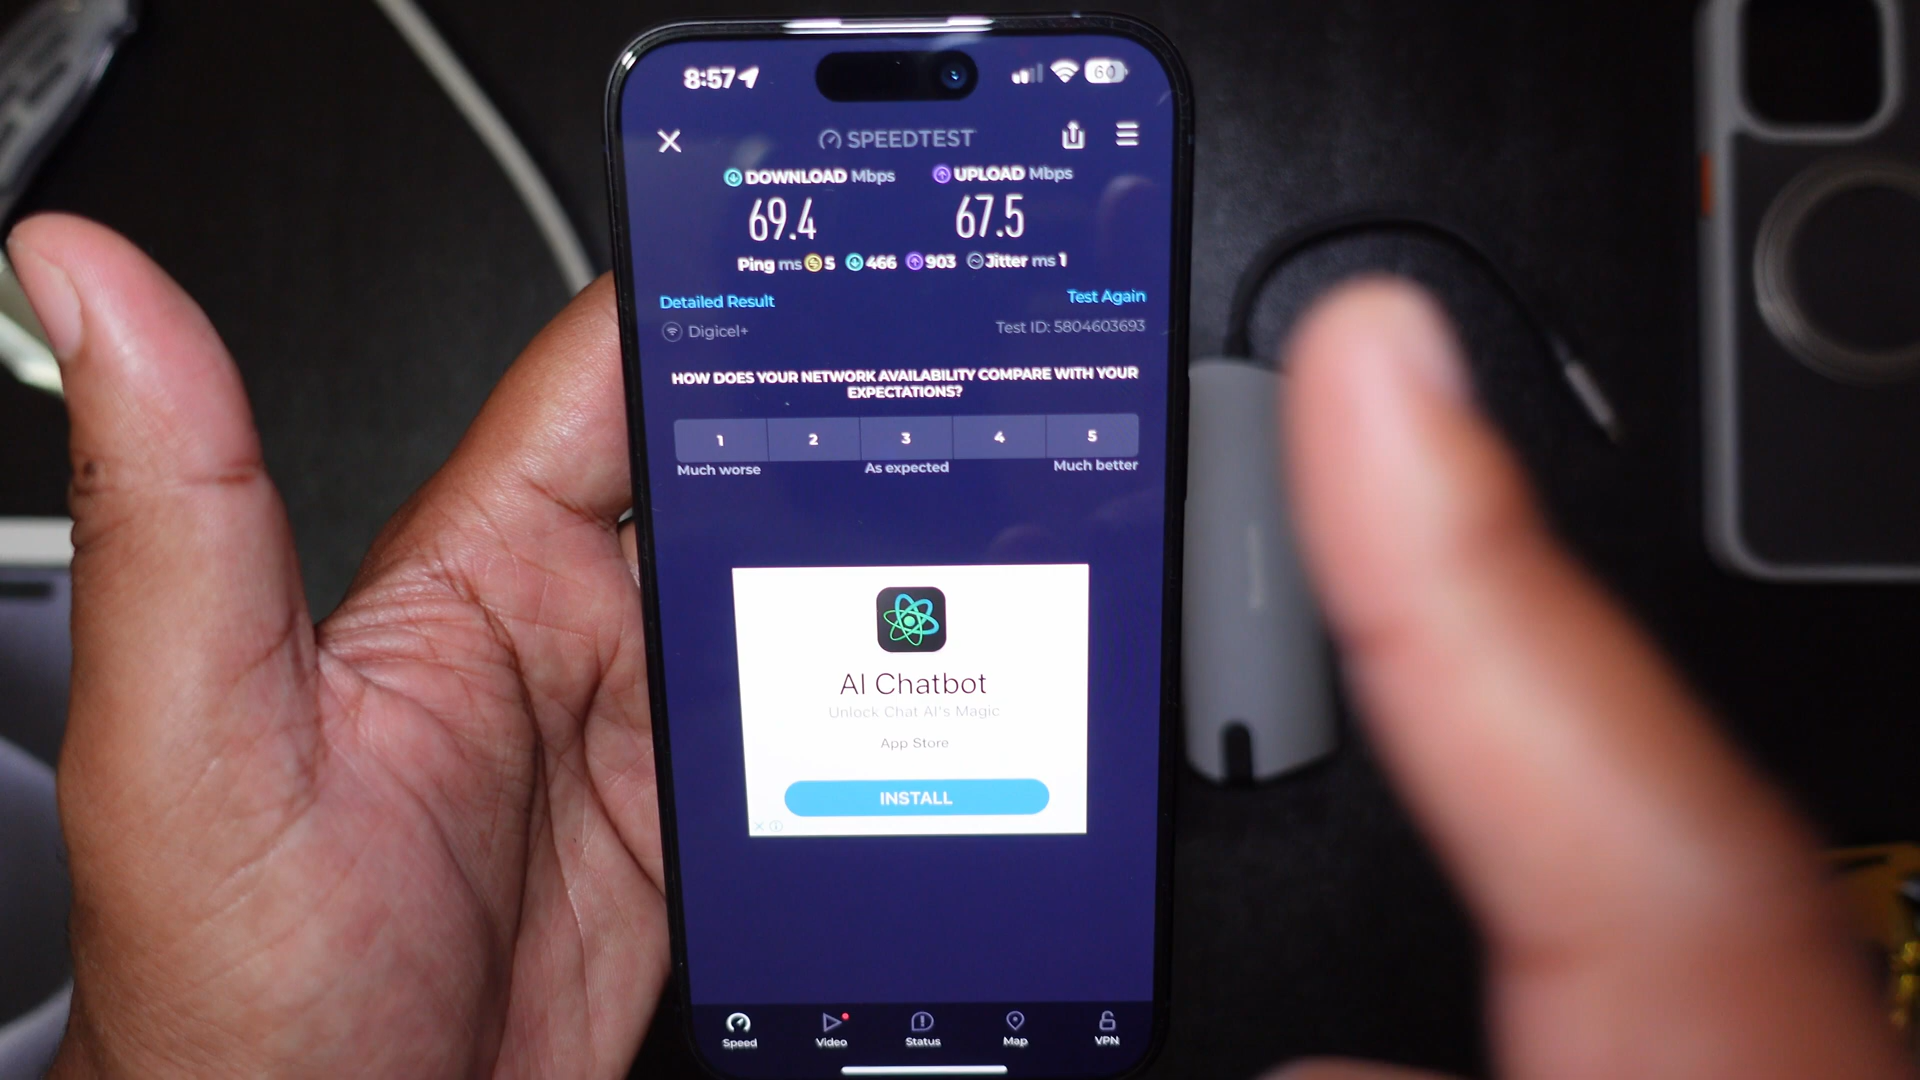 8:57 60
SPEEDTEST
DOWNLOAD Mbps UPLOAD Mbps
69.4 67.5
Ping ms 5 466 903 Jitter ms 1
Detailed Result Test Again
Digicel+ Test ID: 5804603693
HOW DOES YOUR NETWORK AVAILABILITY COMPARE WITH YOUR
EXPECTATIONS?
1 2 3 4 5
Much worse As expected Much better
AI Chatbot
Unlock Chat AI's Magic
App Store
INSTALL
Speed Video Status Map VPN